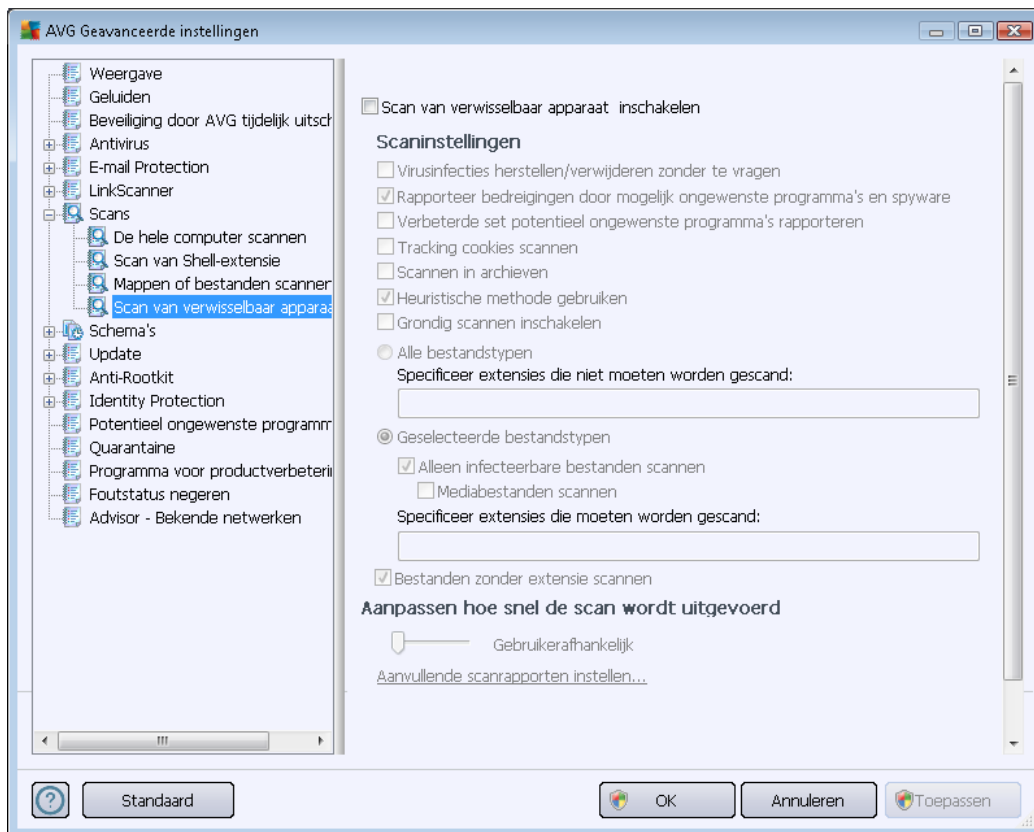 AVG Geavanceerde instellingen
Weergave
Geluiden
Beveiliging door AVG tijdelijk uitsch
Antivirus
E-mail Protection
LinkScanner
Scans
De hele computer scannen
Scan van Shell-extensie
Mappen of bestanden scannen
Scan van verwisselbaar apparaa
Schema's
Update
Anti-Rootkit
Identity Protection
Potentieel ongewenste programm
Quarantaine
Programma voor productverbeterin
Foutstatus negeren
Advisor - Bekende netwerken
Scan van verwisselbaar apparaat inschakelen
Scaninstellingen
Virusinfecties herstellen/verwijderen zonder te vragen
Rapporteer bedreigingen door mogelijk ongewenste programma's en spyware
Verbeterde set potentieel ongewenste programma's rapporteren
Tracking cookies scannen
Scannen in archieven
Heuristische methode gebruiken
Grondig scannen inschakelen
Alle bestandstypen
Specificeer extensies die niet moeten worden gescand:
Geselecteerde bestandstypen
Alleen infecteerbare bestanden scannen
Mediabestanden scannen
Specificeer extensies die moeten worden gescand:
Bestanden zonder extensie scannen
Aanpassen hoe snel de scan wordt uitgevoerd
Gebruikerafhankelijk
Aanvullende scanrapporten instellen...
Standaard
OK
Annuleren
Toepassen